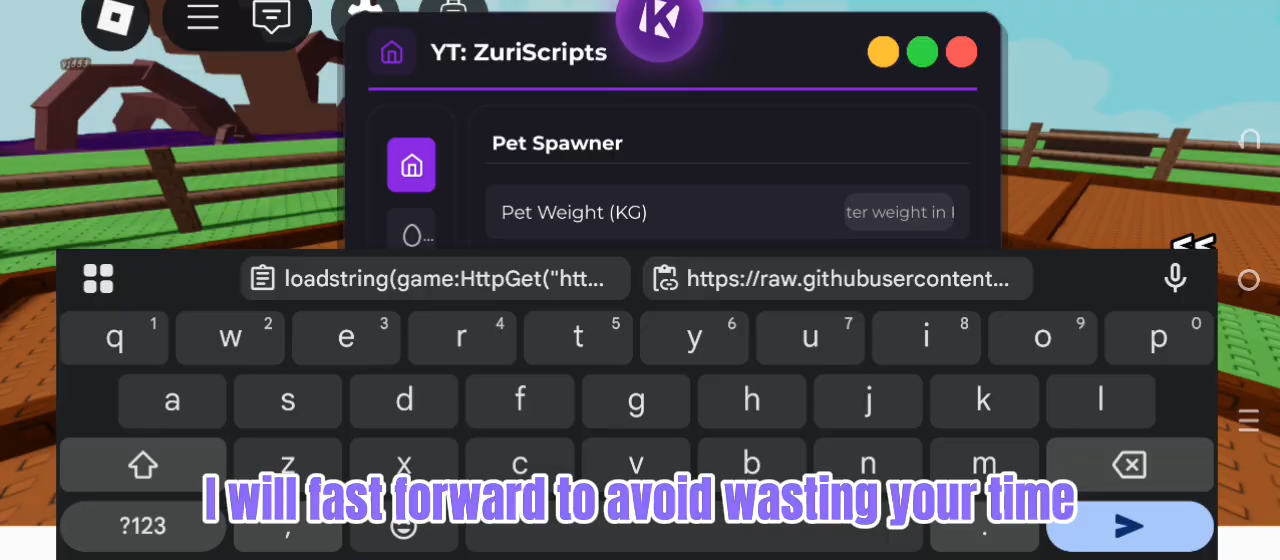 YT: ZuriScripts
Pet Spawner
Pet Weight (KG)
ter weight in
loadstring(game:HttpGet("htt...
https://raw.githubusercontent...
q 1 w 2 e 3 r 4 t 5 y 6 u 7 i 8 o 9 p 0
a s d f g h j k l
z x c v b n m
I will fast forward to avoid wasting your time
?123 , .